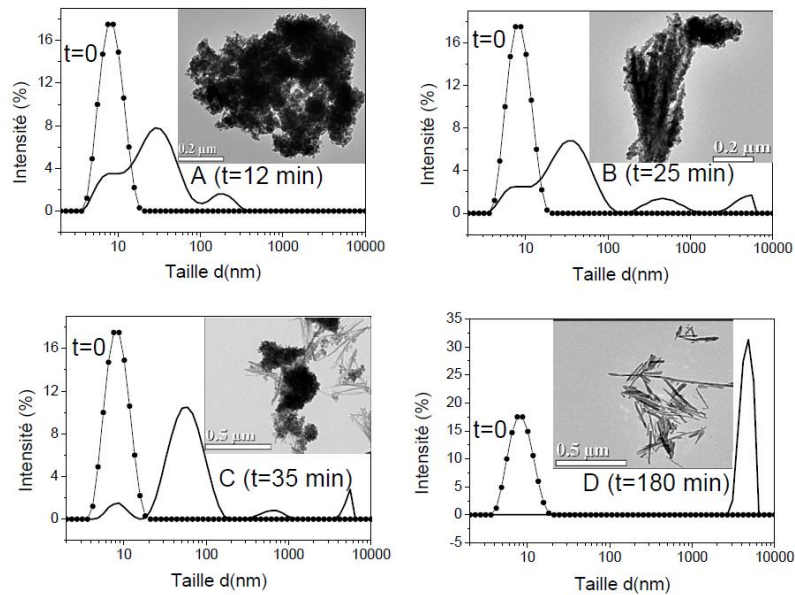 16
12
8
4
0
Intensité (%)
t=0
0.2 μm
A (t=12 min)
10
100
1000
10000
Taille d(nm)
16
12
8
4
0
Intensité (%)
t=0
0.2 μm
B (t=25 min)
10
100
1000
10000
Taille d(nm)
16
12
8
4
0
Intensité (%)
t=0
0.5 μm
C (t=35 min)
10
100
1000
10000
Taille d(nm)
35
30
25
20
15
10
5
0
-5
Intensité (%)
t=0
0.5 μm
D (t=180 min)
10
100
1000
10000
Taille d(nm)